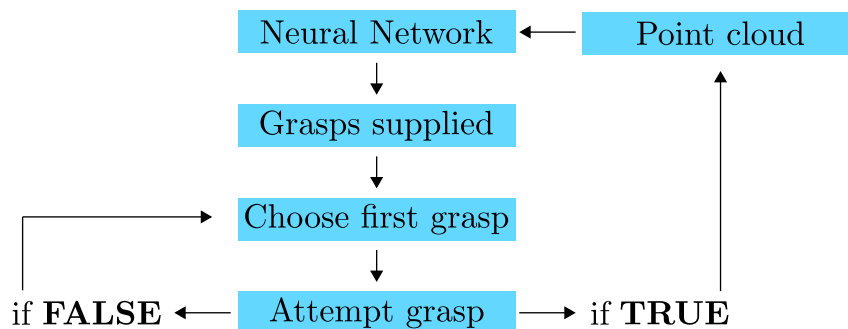 Neural Network
Point cloud
Grasps supplied
Choose first grasp
if FALSE
Attempt grasp
if TRUE